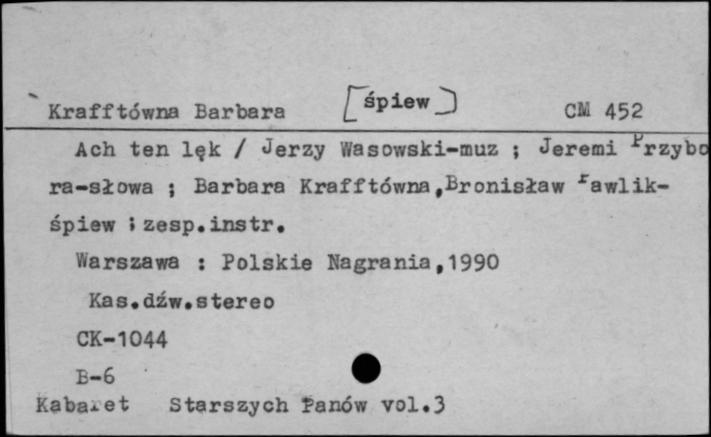 Krafftówna Barbara [śpiew] CM 452
Ach ten lęk / Jerzy Wasowski-muz ; Jeremi Przybo
ra-słowa ; Barbara Krafftówna,Bronisław Pawlik-
śpiew i zesp.instr.
Warszawa : Polskie Nagrania,1990
Kas.dźw.stereo
CK-1044
B-6
Kabaret Starszych Panów vol.3